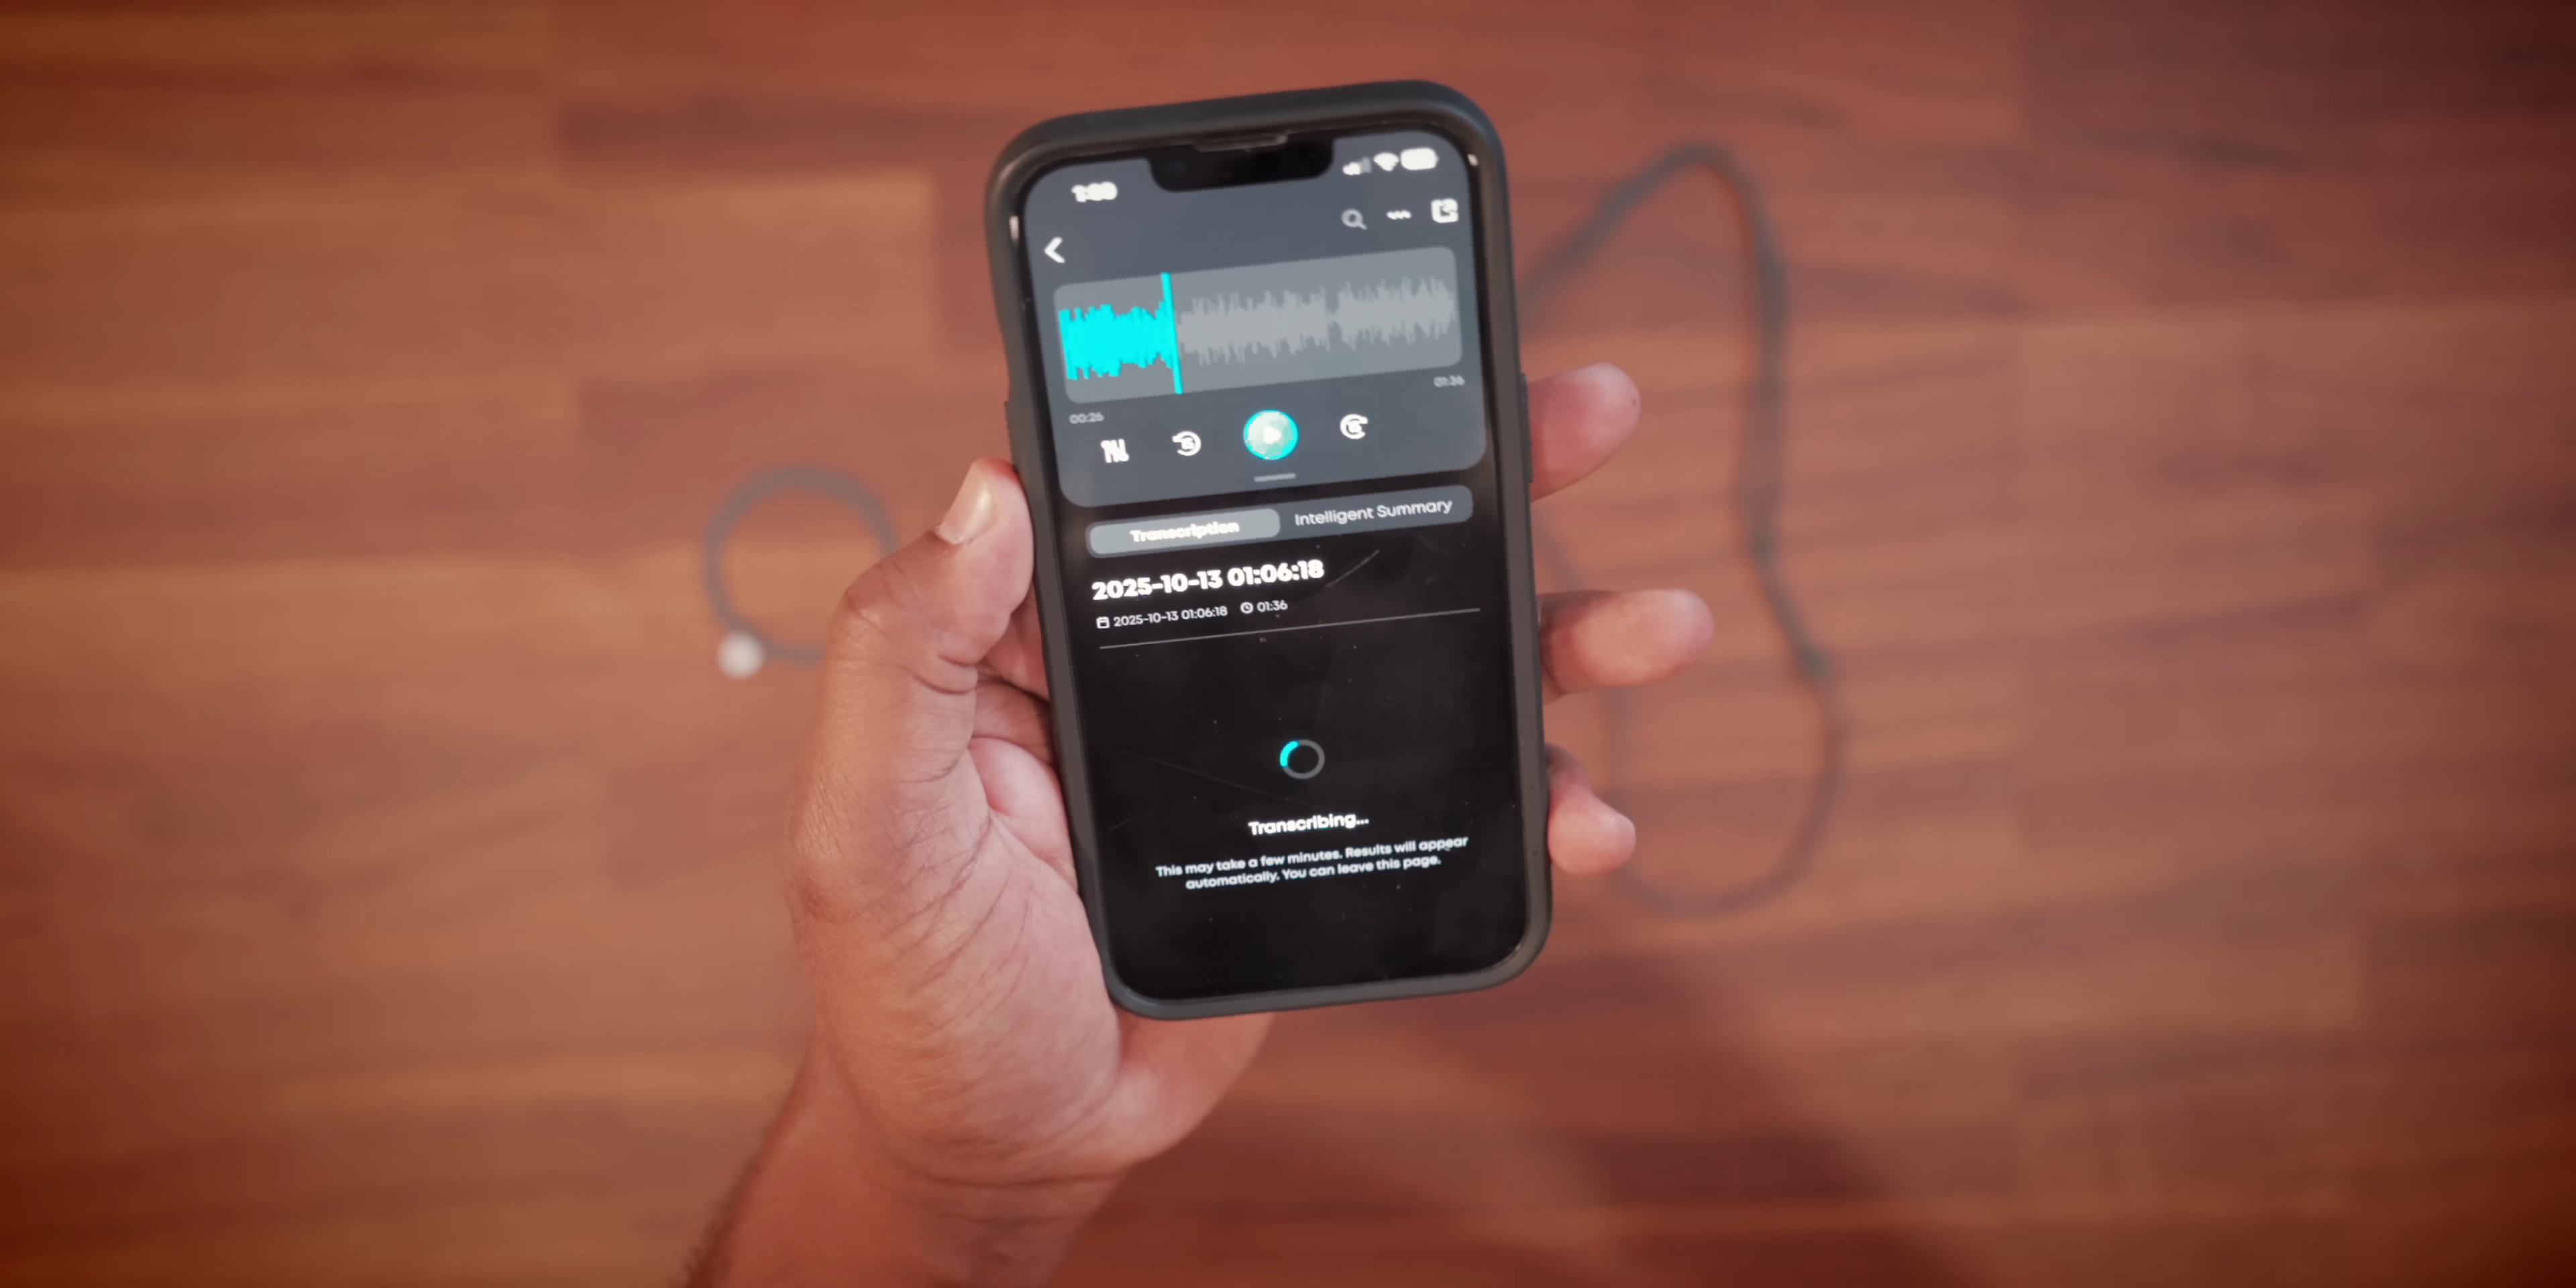 00:26
01:36
Transcription
Intelligent Summary
2025-10-13 01:06:18
2025-10-13 01:06:18 01:36
Transcribing...
This may take a few minutes. Results will appear
automatically. You can leave this page.